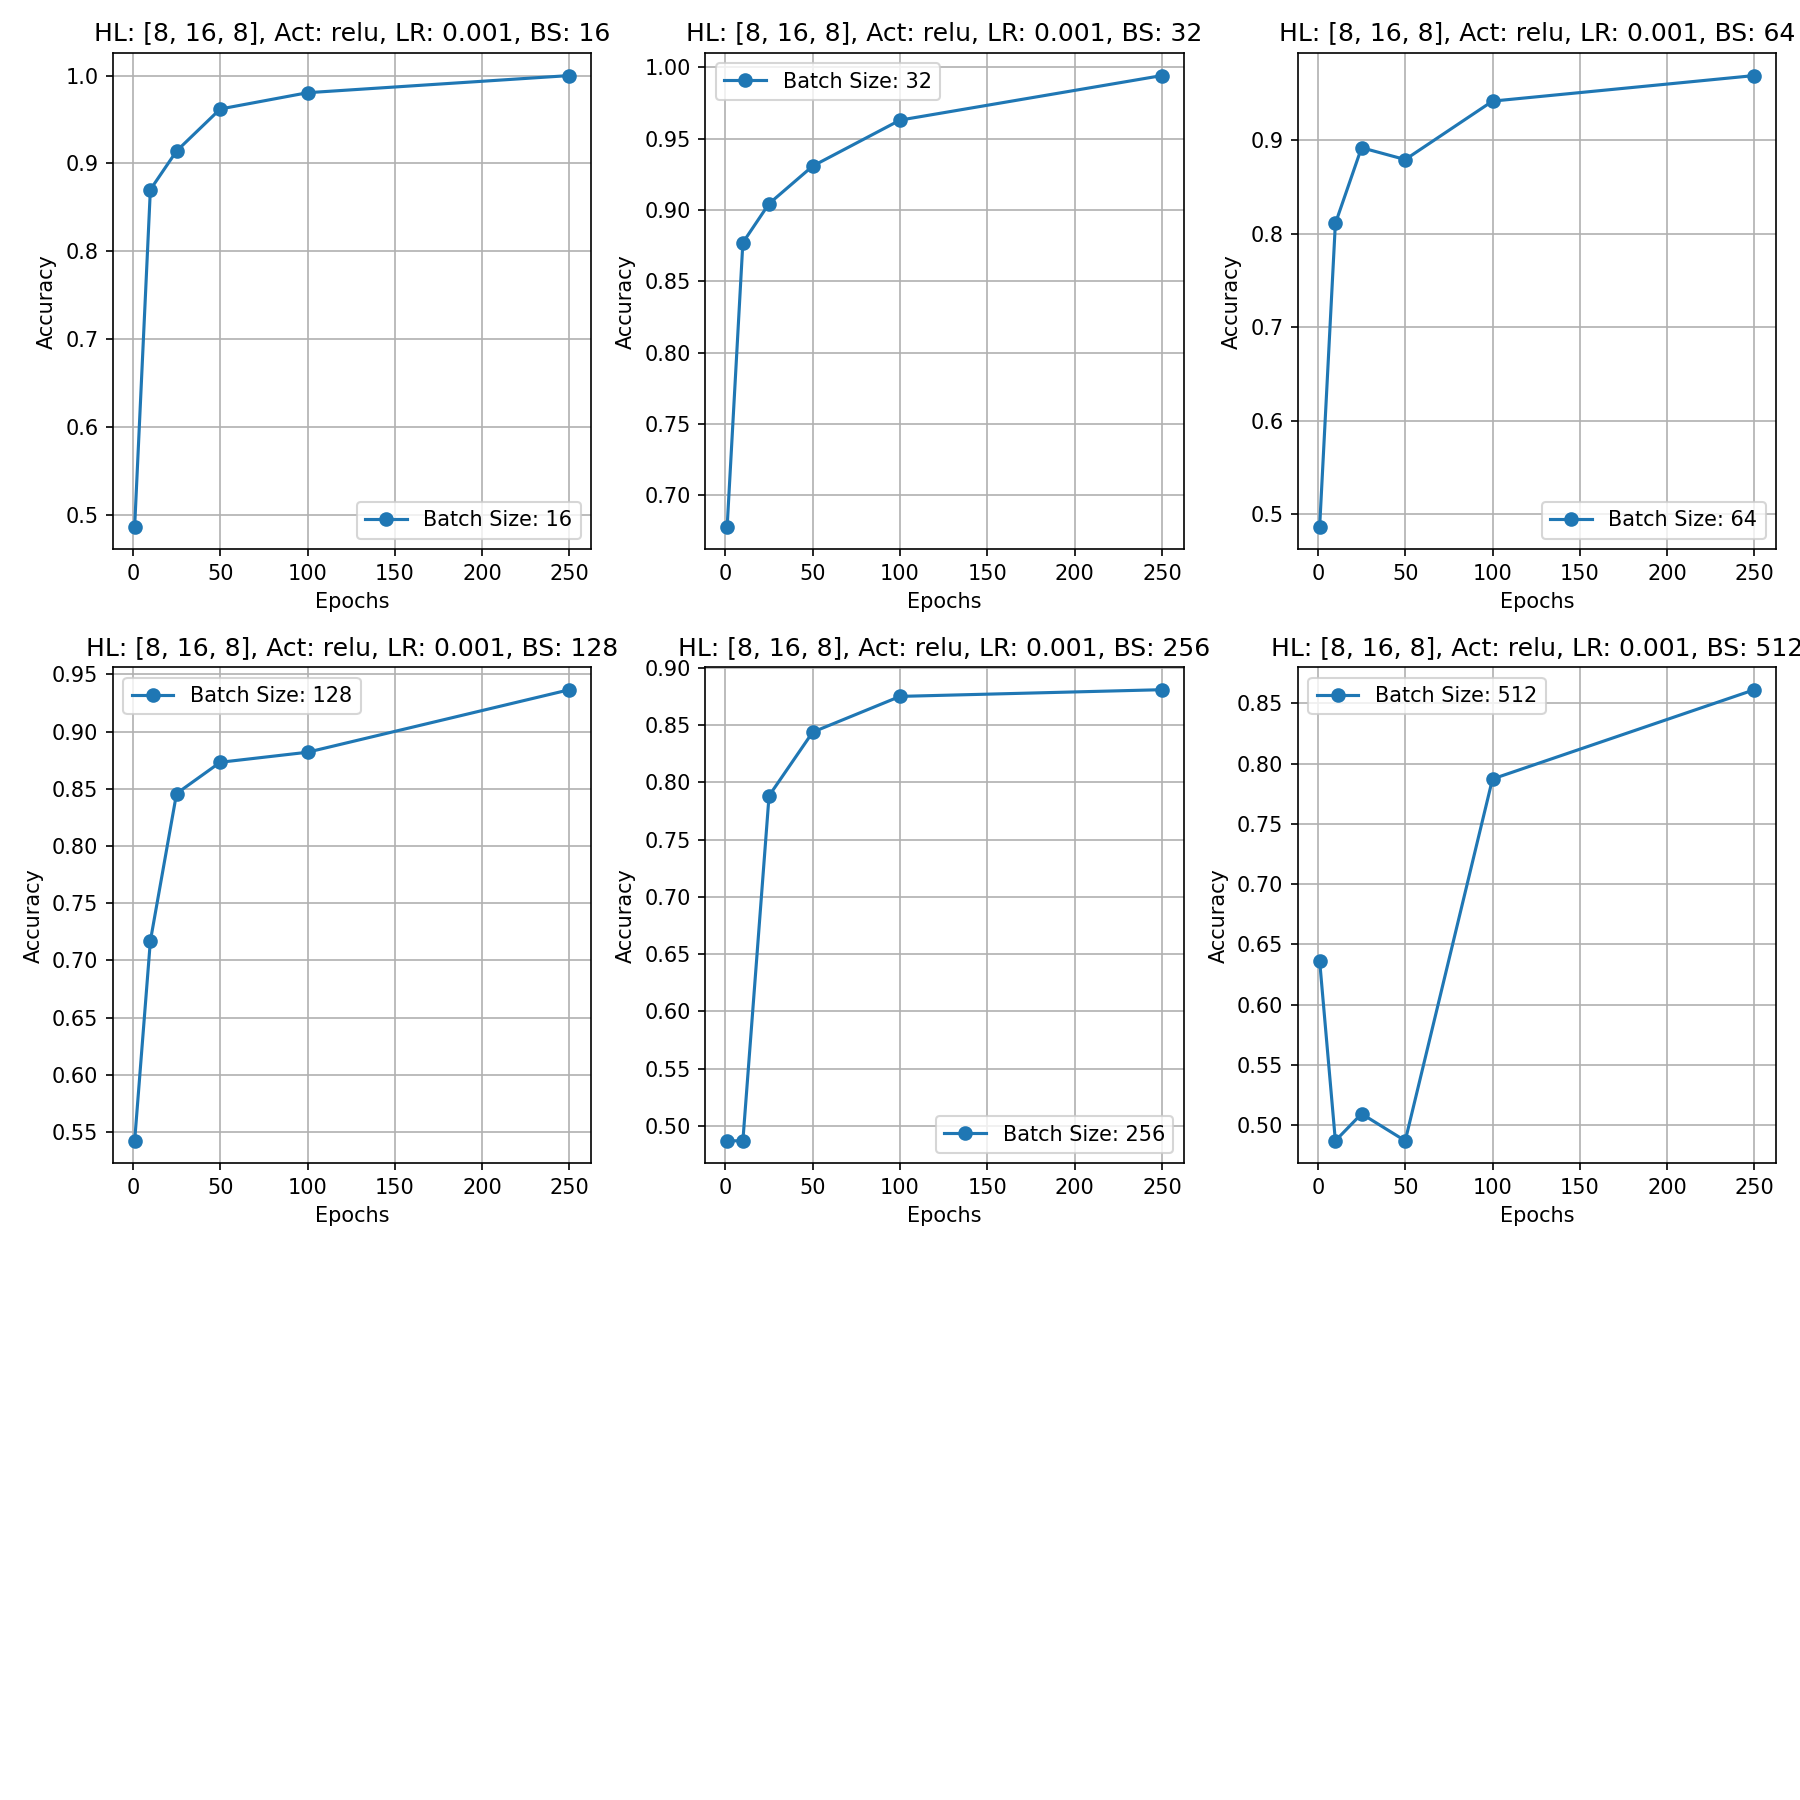 HL: [8, 16, 8], Act: relu, LR: 0.001, BS: 16
1.0
0.9
0.8
0.7
0.6
0.5
Accuracy
Batch Size: 16
0 50 100 150 200 250
Epochs
HL: [8, 16, 8], Act: relu, LR: 0.001, BS: 32
Batch Size: 32
1.00
0.95
0.90
0.85
0.80
0.75
0.70
Accuracy
0 50 100 150 200 250
Epochs
HL: [8, 16, 8], Act: relu, LR: 0.001, BS: 64
0.9
0.8
0.7
0.6
0.5
Accuracy
Batch Size: 64
0 50 100 150 200 250
Epochs
HL: [8, 16, 8], Act: relu, LR: 0.001, BS: 128
Batch Size: 128
0.95
0.90
0.85
0.80
0.75
0.70
0.65
0.60
0.55
Accuracy
0 50 100 150 200 250
Epochs
HL: [8, 16, 8], Act: relu, LR: 0.001, BS: 256
0.90
0.85
0.80
0.75
0.70
0.65
0.60
0.55
0.50
Accuracy
Batch Size: 256
0 50 100 150 200 250
Epochs
HL: [8, 16, 8], Act: relu, LR: 0.001, BS: 512
Batch Size: 512
0.85
0.80
0.75
0.70
0.65
0.60
0.55
0.50
Accuracy
0 50 100 150 200 250
Epochs